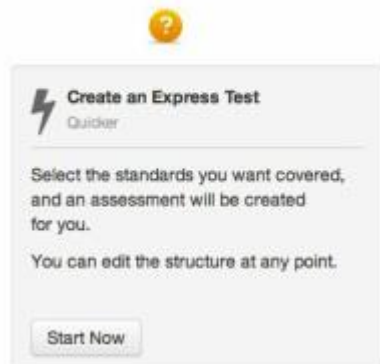 ?
Create an Express Test
Quicker
Select the standards you want covered,
and an assessment will be created
for you.
You can edit the structure at any point.
Start Now